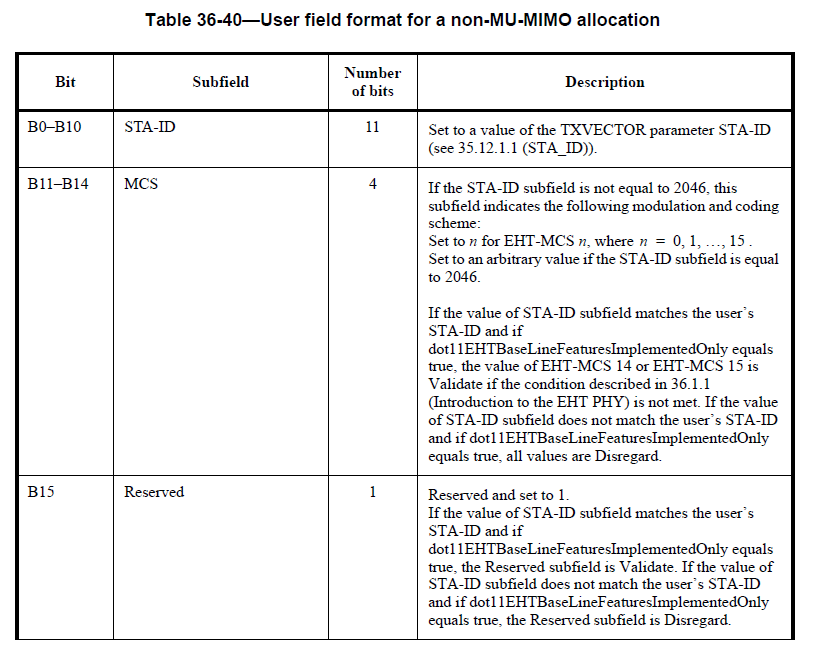 Table 36-40—User field format for a non-MU-MIMO allocation
Bit
Subfield
Number
of bits
Description
B0–B10
STA-ID
11
Set to a value of the TXVECTOR parameter STA-ID
(see 35.12.1.1 (STA_ID)).
B11–B14
MCS
4
If the STA-ID subfield is not equal to 2046, this
subfield indicates the following modulation and coding
scheme:
Set to n for EHT-MCS n, where n = 0, 1, …, 15 .
Set to an arbitrary value if the STA-ID subfield is equal
to 2046.
If the value of STA-ID subfield matches the user’s
STA-ID and if
dot11EHTBaseLineFeaturesImplementedOnly equals
true, the value of EHT-MCS 14 or EHT-MCS 15 is
Validate if the condition described in 36.1.1
(Introduction to the EHT PHY) is not met. If the value
of STA-ID subfield does not match the user’s STA-ID
and if dot11EHTBaseLineFeaturesImplementedOnly
equals true, all values are Disregard.
B15
Reserved
1
Reserved and set to 1.
If the value of STA-ID subfield matches the user’s
STA-ID and if
dot11EHTBaseLineFeaturesImplementedOnly equals
true, the Reserved subfield is Validate. If the value of
STA-ID subfield does not match the user’s STA-ID
and if dot11EHTBaseLineFeaturesImplementedOnly
equals true, the Reserved subfield is Disregard.